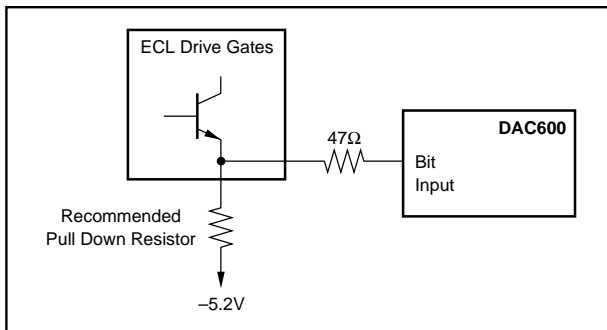 ECL Drive Gates
47Ω
DAC600
Bit
Input
Recommended
Pull Down Resistor
–5.2V